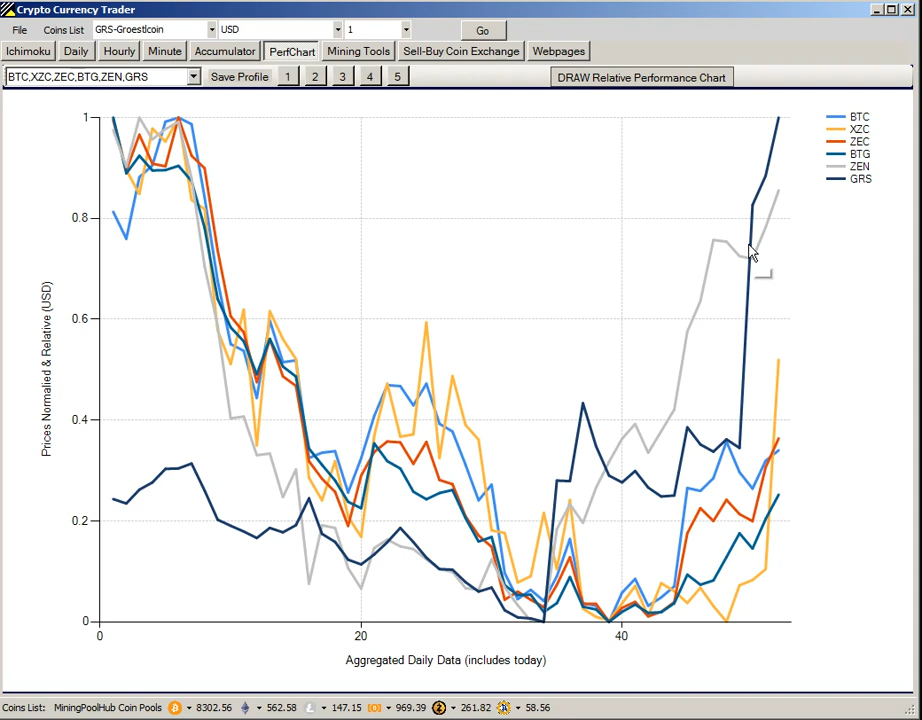 Crypto Currency Trader
File Coins List: GRS-Groestlcoin USD 1 Go
Ichimoku Daily Hourly Minute Accumulator PerfChart Mining Tools Sell-Buy Coin Exchange Webpages
BTC,XZC,ZEC,BTG,ZEN,GRS Save Profile 1 2 3 4 5 DRAW Relative Performance Chart
1
0.8
0.6
0.4
0.2
0
Prices Normalied & Relative (USD)
0 20 40
Aggregated Daily Data (includes today)
BTC
XZC
ZEC
BTG
ZEN
GRS
Coins List: MiningPoolHub Coin Pools 8302.56 562.58 147.15 969.39 261.82 58.56